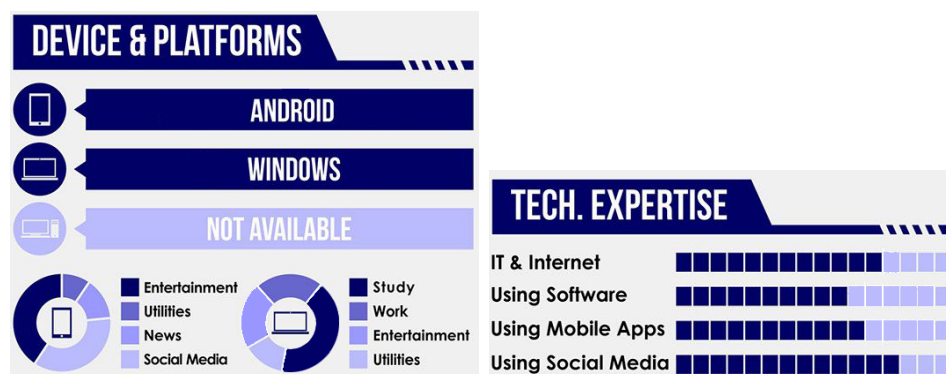 DEVICE & PLATFORMS
ANDROID
WINDOWS
NOT AVAILABLE
Entertainment
Utilities
News
Social Media
Study
Work
Entertainment
Utilities
TECH. EXPERTISE
IT & Internet
Using Software
Using Mobile Apps
Using Social Media